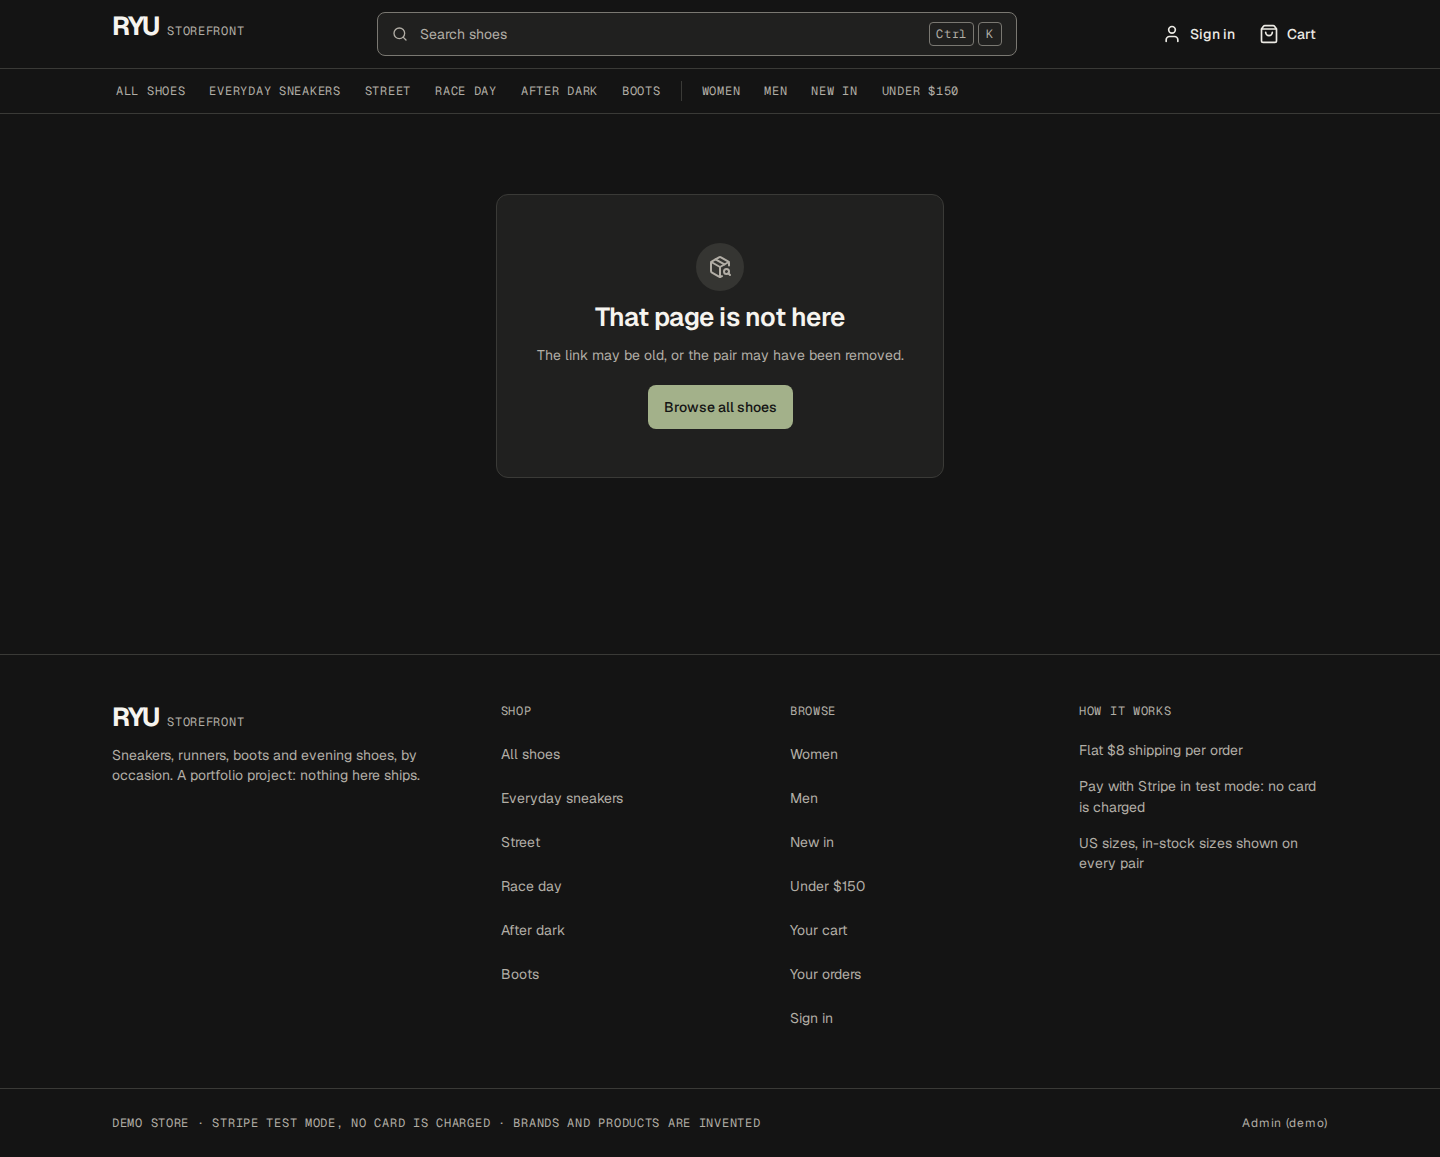 RYU STOREFRONT
Search shoes
Ctrl K
Sign in
Cart
ALL SHOES EVERYDAY SNEAKERS STREET RACE DAY AFTER DARK BOOTS WOMEN MEN NEW IN UNDER $150
That page is not here
The link may be old, or the pair may have been removed.
Browse all shoes
RYU STOREFRONT
Sneakers, runners, boots and evening shoes, by
occasion. A portfolio project: nothing here ships.
SHOP
All shoes
Everyday sneakers
Street
Race day
After dark
Boots
BROWSE
Women
Men
New in
Under $150
Your cart
Your orders
Sign in
HOW IT WORKS
Flat $8 shipping per order
Pay with Stripe in test mode: no card
is charged
US sizes, in-stock sizes shown on
every pair
DEMO STORE · STRIPE TEST MODE, NO CARD IS CHARGED · BRANDS AND PRODUCTS ARE INVENTED
Admin (demo)